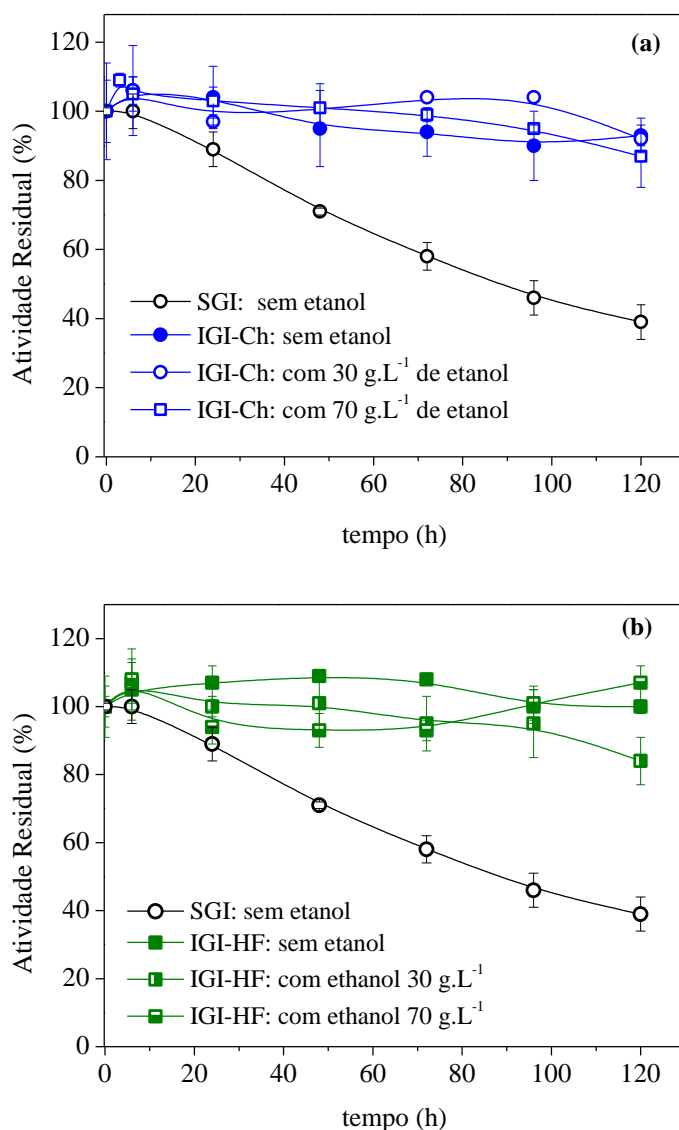 (a)
120
100
80
60
40
20
0
Atividade Residual (%)
SGI: sem etanol
IGI-Ch: sem etanol
IGI-Ch: com 30 g.L⁻¹ de etanol
IGI-Ch: com 70 g.L⁻¹ de etanol
0 20 40 60 80 100 120
tempo (h)
(b)
120
100
80
60
40
20
0
Atividade Residual (%)
SGI: sem etanol
IGI-HF: sem etanol
IGI-HF: com ethanol 30 g.L⁻¹
IGI-HF: com ethanol 70 g.L⁻¹
0 20 40 60 80 100 120
tempo (h)